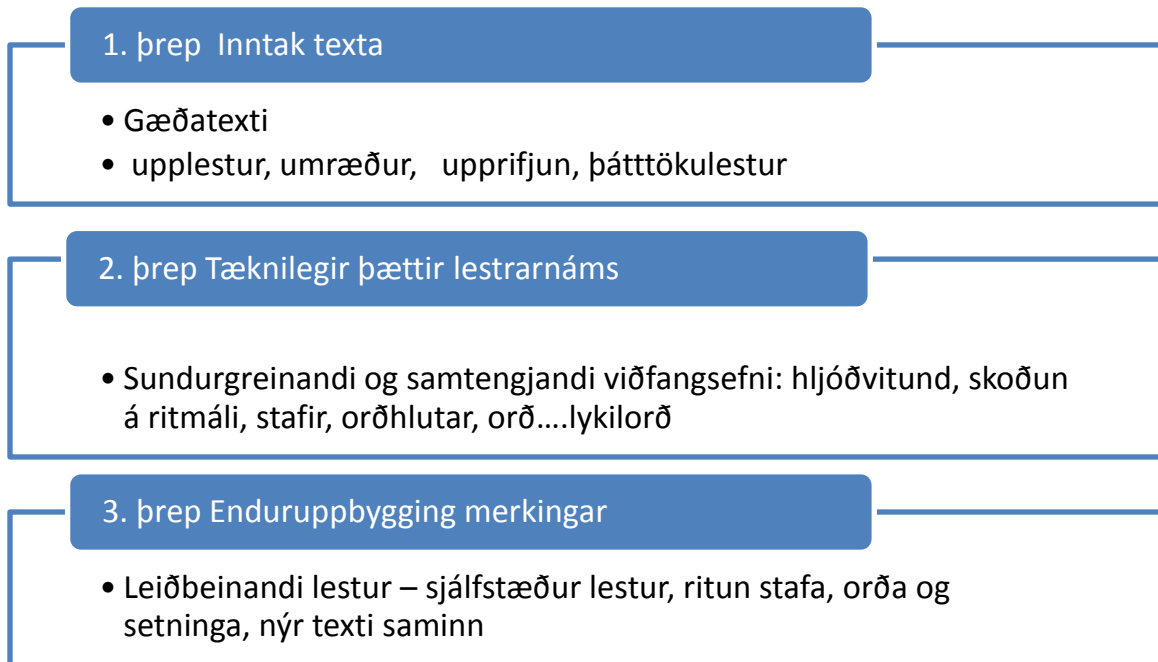 1. þrep  Inntak texta
• Gæðatexti
•  upplestur, umræður,   upprifjun, þátttökulestur
2. þrep Tæknilegir þættir lestrarnáms
• Sundurgreinandi og samtengjandi viðfangsefni: hljóðvitund, skoðun
á ritmáli, stafir, orðhlutar, orð….lykilorð
3. þrep Enduruppbygging merkingar
• Leiðbeinandi lestur – sjálfstæður lestur, ritun stafa, orða og
setninga, nýr texti saminn